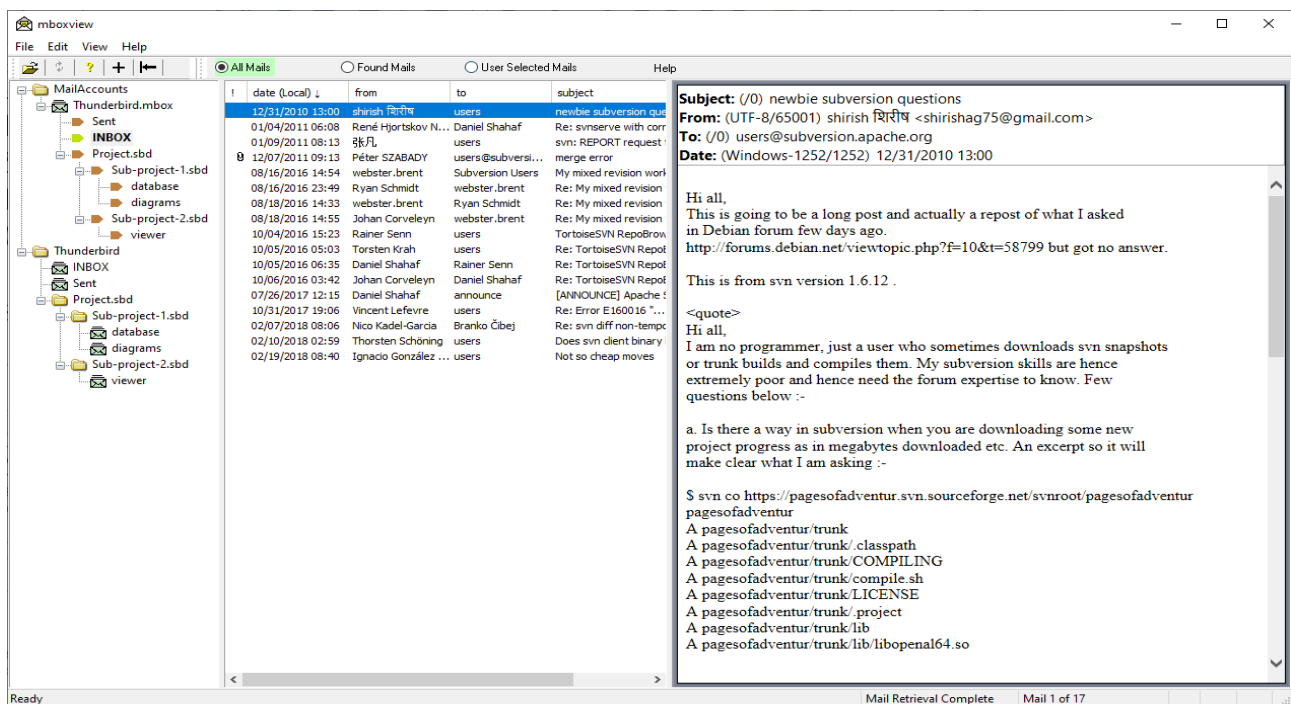 mboxview
File Edit View Help
All Mails Found Mails User Selected Mails Help
MailAccounts
Thunderbird.mbox
Sent
INBOX
Project.sbd
Sub-project-1.sbd
database
diagrams
Sub-project-2.sbd
viewer
Thunderbird
INBOX
Sent
Project.sbd
Sub-project-1.sbd
database
diagrams
Sub-project-2.sbd
viewer
! date (Local) ↓ from to subject
12/31/2010 13:00 shirish शिरीष users newbie subversion que
01/04/2011 06:08 René Hjortskov N... Daniel Shahaf Re: svnserve with corr
01/09/2011 08:13 张凡 users svn: REPORT request
12/07/2011 09:13 Péter SZABADY users@subversi... merge error
08/16/2016 14:54 webster.brent Subversion Users My mixed revision work
08/16/2016 23:49 Ryan Schmidt webster.brent Re: My mixed revision
08/18/2016 14:33 webster.brent Ryan Schmidt Re: My mixed revision
08/18/2016 14:55 Johan Corveleyn webster.brent Re: My mixed revision
10/04/2016 15:23 Rainer Senn users TortoiseSVN RepoBrow
10/05/2016 05:03 Torsten Krah users Re: TortoiseSVN RepoB
10/05/2016 06:35 Daniel Shahaf Rainer Senn Re: TortoiseSVN RepoB
10/06/2016 03:42 Johan Corveleyn Daniel Shahaf Re: TortoiseSVN RepoB
07/26/2017 12:15 Daniel Shahaf announce [ANNOUNCE] Apache S
10/31/2017 19:06 Vincent Lefevre users Re: Error E160016 "...
02/07/2018 08:06 Nico Kadel-Garcia Branko Čibej Re: svn diff non-tempo
02/10/2018 02:59 Thorsten Schöning users Does svn client binary
02/19/2018 08:40 Ignacio González ... users Not so cheap moves
Subject: (/0) newbie subversion questions
From: (UTF-8/65001) shirish शिरीष <shirishag75@gmail.com>
To: (/0) users@subversion.apache.org
Date: (Windows-1252/1252) 12/31/2010 13:00
Hi all,
This is going to be a long post and actually a repost of what I asked
in Debian forum few days ago.
http://forums.debian.net/viewtopic.php?f=10&t=58799 but got no answer.
This is from svn version 1.6.12 .
<quote>
Hi all,
I am no programmer, just a user who sometimes downloads svn snapshots
or trunk builds and compiles them. My subversion skills are hence
extremely poor and hence need the forum expertise to know. Few
questions below :-
a. Is there a way in subversion when you are downloading some new
project progress as in megabytes downloaded etc. An excerpt so it will
make clear what I am asking :-
$ svn co https://pagesofadventur.svn.sourceforge.net/svnroot/pagesofadventur
pagesofadventur
A pagesofadventur/trunk
A pagesofadventur/trunk/.classpath
A pagesofadventur/trunk/COMPILING
A pagesofadventur/trunk/compile.sh
A pagesofadventur/trunk/LICENSE
A pagesofadventur/trunk/.project
A pagesofadventur/trunk/lib
A pagesofadventur/trunk/lib/libopenal64.so
Ready Mail Retrieval Complete Mail 1 of 17